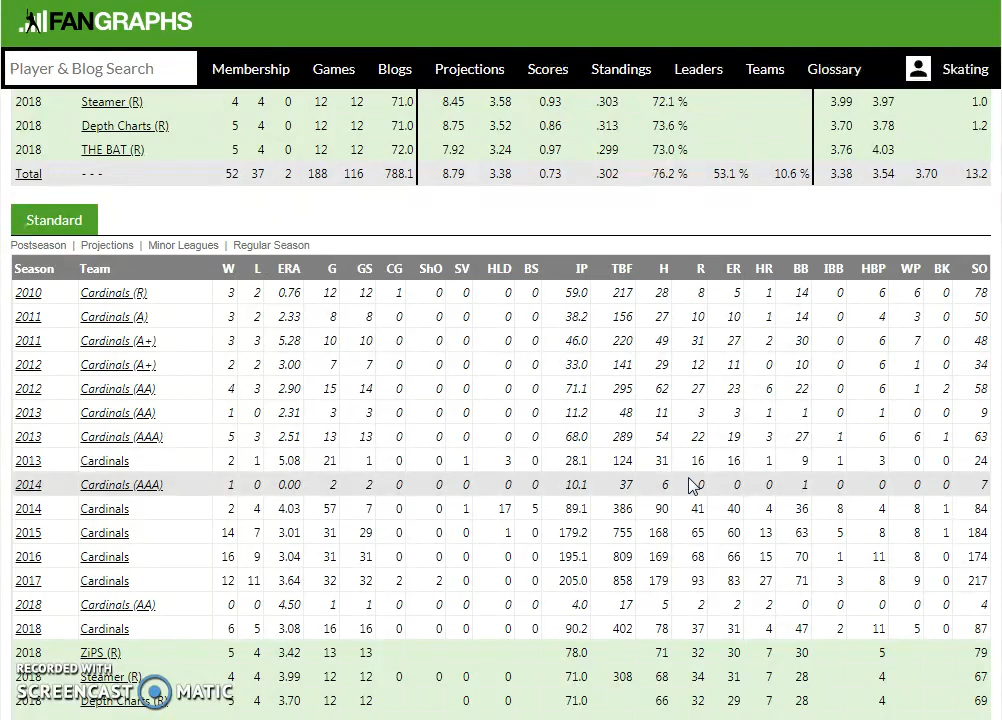 FANGRAPHS
Player & Blog Search Membership Games Blogs Projections Scores Standings Leaders Teams Glossary Skating
2018 Steamer (R) 4 4 0 12 12 71.0 8.45 3.58 0.93 .303 72.1 % 3.99 3.97 1.0
2018 Depth Charts (R) 5 4 0 12 12 71.0 8.75 3.52 0.86 .313 73.6 % 3.70 3.78 1.2
2018 THE BAT (R) 5 4 0 12 12 72.0 7.92 3.24 0.97 .299 73.0 % 3.76 4.03
Total - - - 52 37 2 188 116 788.1 8.79 3.38 0.73 .302 76.2 % 53.1 % 10.6 % 3.38 3.54 3.70 13.2
Standard
Postseason | Projections | Minor Leagues | Regular Season
Season Team W L ERA G GS CG ShO SV HLD BS IP TBF H R ER HR BB IBB HBP WP BK SO
2010 Cardinals (R) 3 2 0.76 12 12 1 0 0 0 0 59.0 217 28 8 5 1 14 0 6 6 0 78
2011 Cardinals (A) 3 2 2.33 8 8 0 0 0 0 0 38.2 156 27 10 10 1 14 0 4 3 0 50
2011 Cardinals (A+) 3 3 5.28 10 10 0 0 0 0 0 46.0 220 49 31 27 2 30 0 6 7 0 48
2012 Cardinals (A+) 2 2 3.00 7 7 0 0 0 0 0 33.0 141 29 12 11 0 10 0 6 1 0 34
2012 Cardinals (AA) 4 3 2.90 15 14 0 0 0 0 0 71.1 295 62 27 23 6 22 0 6 1 2 58
2013 Cardinals (AA) 1 0 2.31 3 3 0 0 0 0 0 11.2 48 11 3 3 1 1 0 1 0 0 9
2013 Cardinals (AAA) 5 3 2.51 13 13 0 0 0 0 0 68.0 289 54 22 19 3 27 1 6 6 1 63
2013 Cardinals 2 1 5.08 21 1 0 0 1 3 0 28.1 124 31 16 16 1 9 1 3 0 0 24
2014 Cardinals (AAA) 1 0 0.00 2 2 0 0 0 0 0 10.1 37 6 0 0 0 1 0 0 0 0 7
2014 Cardinals 2 4 4.03 57 7 0 0 1 17 5 89.1 386 90 41 40 4 36 8 4 8 1 84
2015 Cardinals 14 7 3.01 31 29 0 0 0 1 0 179.2 755 168 65 60 13 63 5 8 8 1 184
2016 Cardinals 16 9 3.04 31 31 0 0 0 0 0 195.1 809 169 68 66 15 70 1 11 8 0 174
2017 Cardinals 12 11 3.64 32 32 2 2 0 0 0 205.0 858 179 93 83 27 71 3 8 9 0 217
2018 Cardinals (AA) 0 0 4.50 1 1 0 0 0 0 0 4.0 17 5 2 2 2 0 0 0 0 0 4
2018 Cardinals 6 5 3.08 16 16 0 0 0 0 0 90.2 402 78 37 31 4 47 2 11 5 0 87
2018 ZiPS (R) 5 4 3.42 13 13 78.0 71 32 30 7 30 5 79
2018 Steamer (R) 4 4 3.99 12 12 0 0 0 0 71.0 308 68 34 31 7 28 4 67
2018 Depth Charts (R) 5 4 3.70 12 12 0 0 71.0 66 32 29 7 28 4 69
RECORDED WITH
SCREENCAST MATIC